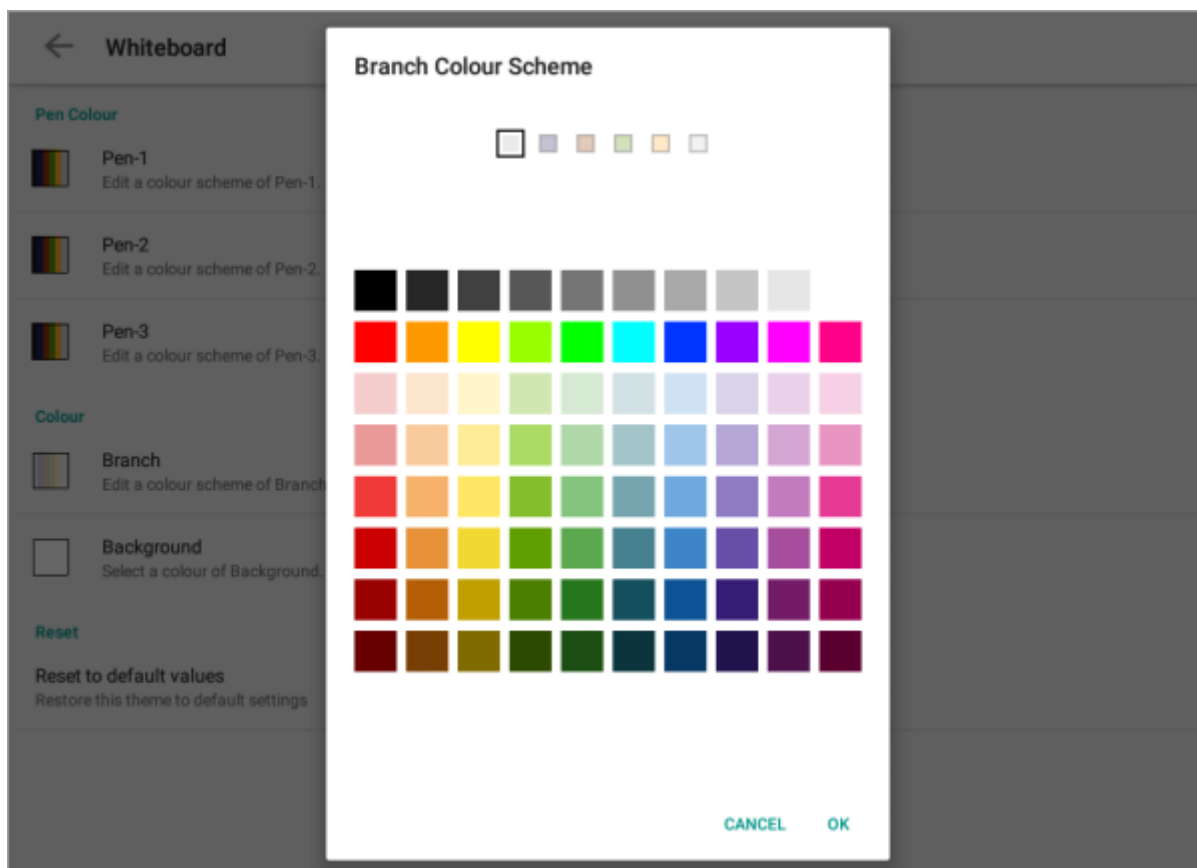 Whiteboard
Branch Colour Scheme
Pen Colour
Pen-1
Edit a colour scheme of Pen-1.
Pen-2
Edit a colour scheme of Pen-2.
Pen-3
Edit a colour scheme of Pen-3.
Colour
Branch
Edit a colour scheme of Branch
Background
Select a colour of Background.
Reset
Reset to default values
Restore this theme to default settings
CANCEL OK